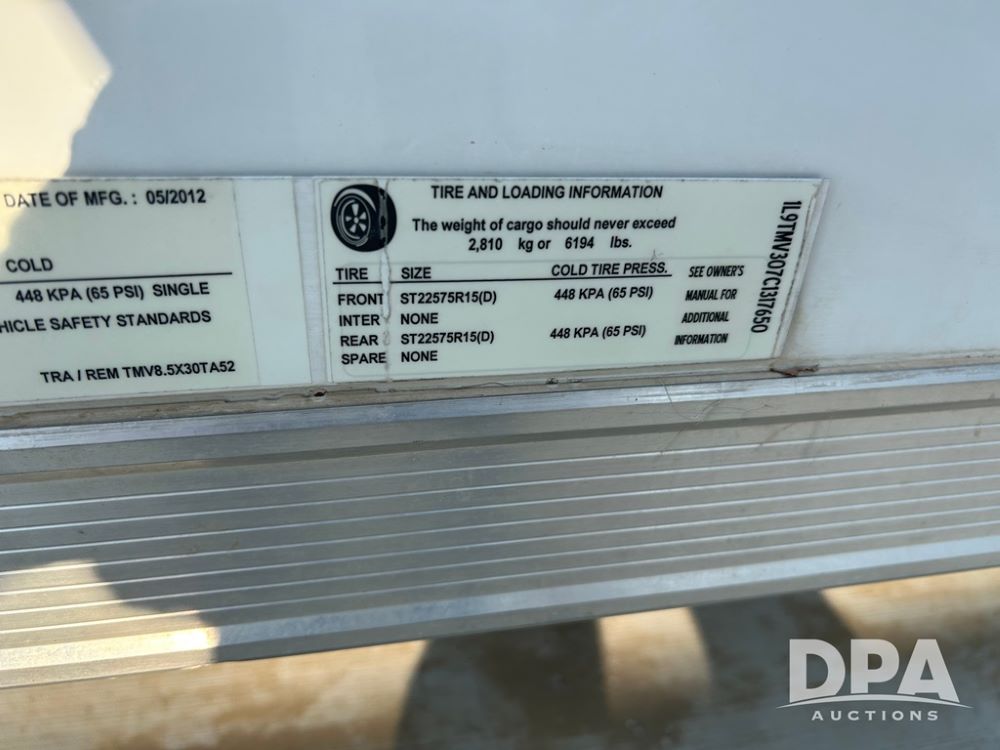 DATE OF MFG. : 05/2012
COLD
448 KPA (65 PSI) SINGLE
VEHICLE SAFETY STANDARDS
TRA / REM TMV8.5X30TA52
TIRE AND LOADING INFORMATION
The weight of cargo should never exceed
2,810 kg or 6194 lbs.
TIRE SIZE COLD TIRE PRESS.
FRONT ST22575R15(D) 448 KPA (65 PSI)
INTER NONE
REAR ST22575R15(D) 448 KPA (65 PSI)
SPARE NONE
SEE OWNER'S
MANUAL FOR
ADDITIONAL
INFORMATION
1L9TMV307C1317650
DPA
AUCTIONS